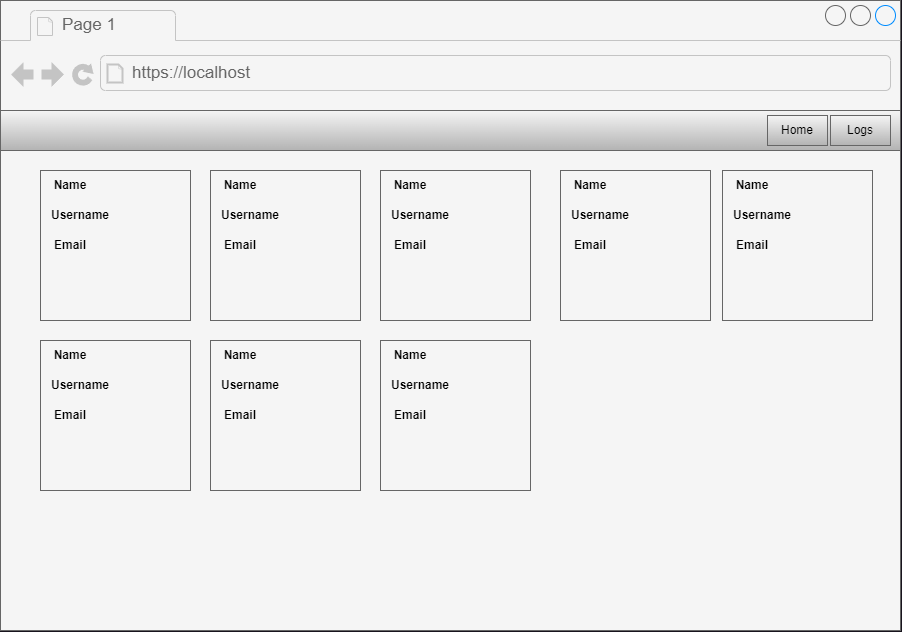 Page 1
https://localhost
Home Logs
Name Name Name Name Name
Username Username Username Username Username
Email Email Email Email Email
Name Name Name
Username Username Username
Email Email Email